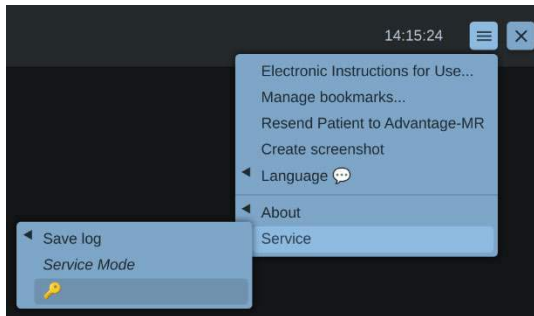 14:15:24
Electronic Instructions for Use...
Manage bookmarks...
Resend Patient to Advantage-MR
Create screenshot
Language 💬
About
Service
Save log
Service Mode
🔑